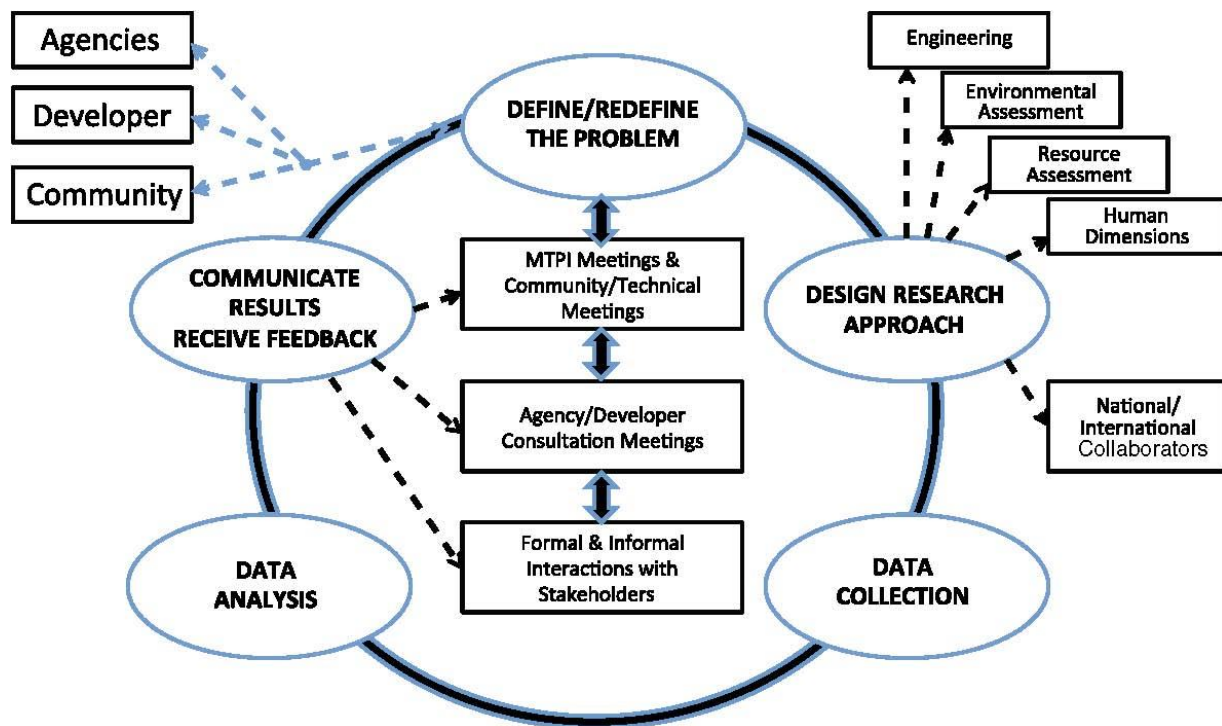 Agencies
Developer
Community
DEFINE/REDEFINE
THE PROBLEM
Engineering
Environmental
Assessment
Resource
Assessment
Human
Dimensions
COMMUNICATE
RESULTS
RECEIVE FEEDBACK
MTPI Meetings &
Community/Technical
Meetings
DESIGN RESEARCH
APPROACH
Agency/Developer
Consultation Meetings
National/
International
Collaborators
DATA
ANALYSIS
Formal & Informal
Interactions with
Stakeholders
DATA
COLLECTION